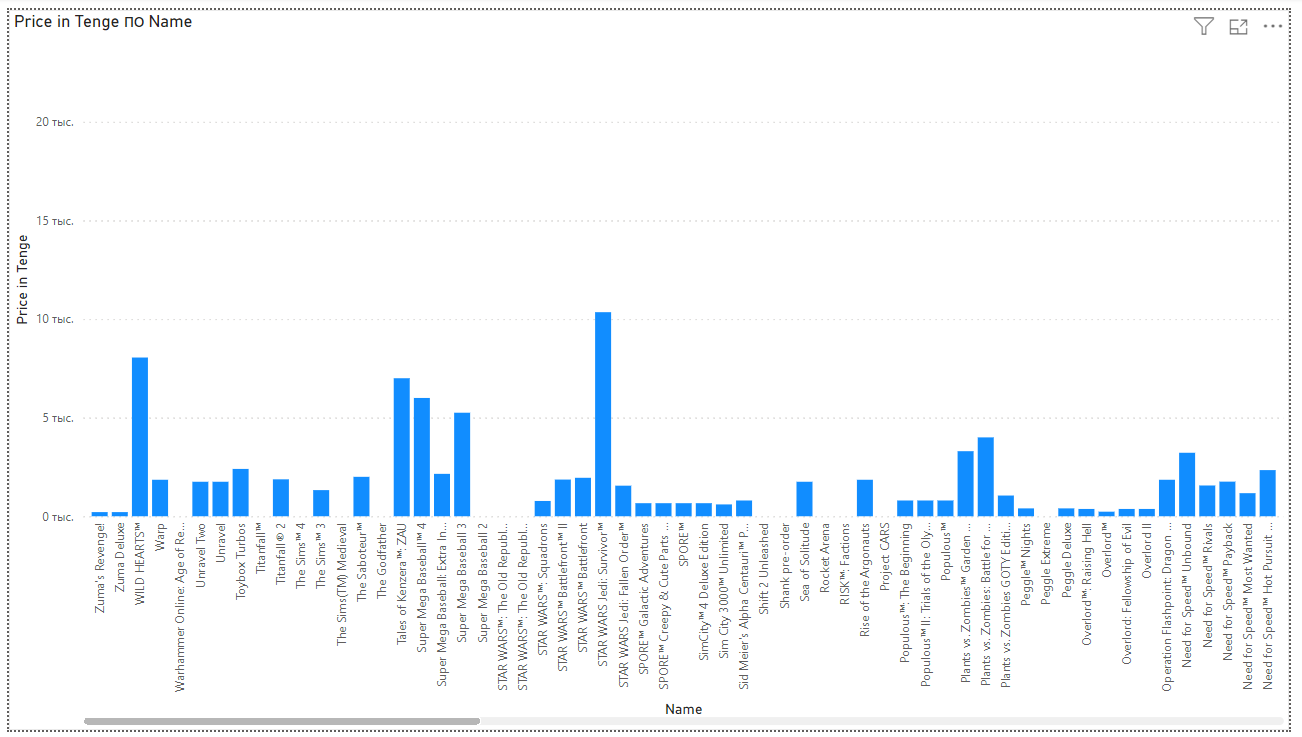 Price in Tenge по Name
Price in Tenge
20 тыс.
15 тыс.
10 тыс.
5 тыс.
0 тыс.
Zuma's Revenge!
Zuma Deluxe
WILD HEARTS™
Warp
Warhammer Online: Age of Re...
Unravel Two
Unravel
Toybox Turbos
Titanfall™
Titanfall® 2
The Sims™ 4
The Sims™ 3
The Sims(TM) Medieval
The Saboteur™
The Godfather
Tales of Kenzera™: ZAU
Super Mega Baseball™ 4
Super Mega Baseball: Extra In...
Super Mega Baseball 3
Super Mega Baseball 2
STAR WARS™: The Old Republ...
STAR WARS™: The Old Republ...
STAR WARS™: Squadrons
STAR WARS™ Battlefront™ II
STAR WARS™ Battlefront
STAR WARS Jedi: Survivor™
STAR WARS Jedi: Fallen Order™
SPORE™ Galactic Adventures
SPORE™ Creepy & Cute Parts ...
SPORE™
SimCity™ 4 Deluxe Edition
Sim City 3000™ Unlimited
Sid Meier's Alpha Centauri™ P...
Shift 2 Unleashed
Shank pre-order
Sea of Solitude
Rocket Arena
RISK™: Factions
Rise of the Argonauts
Project CARS
Populous™: The Beginning
Populous™ II: Trials of the Oly...
Populous™
Plants vs. Zombies™ Garden ...
Plants vs. Zombies: Battle for ...
Plants vs.Zombies GOTY Editi...
Peggle™ Nights
Peggle Extreme
Peggle Deluxe
Overlord™: Raising Hell
Overlord™
Overlord: Fellowship of Evil
Overlord II
Operation Flashpoint: Dragon ...
Need for Speed™ Unbound
Need for Speed™ Rivals
Need for Speed™ Payback
Need for Speed™ Most Wanted
Need for Speed™ Hot Pursuit ...
Name